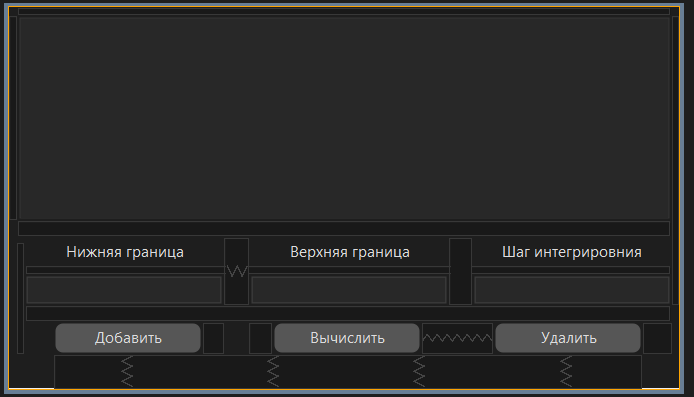 Нижняя граница
Верхняя граница
Шаг интегрировния
Добавить
Вычислить
Удалить